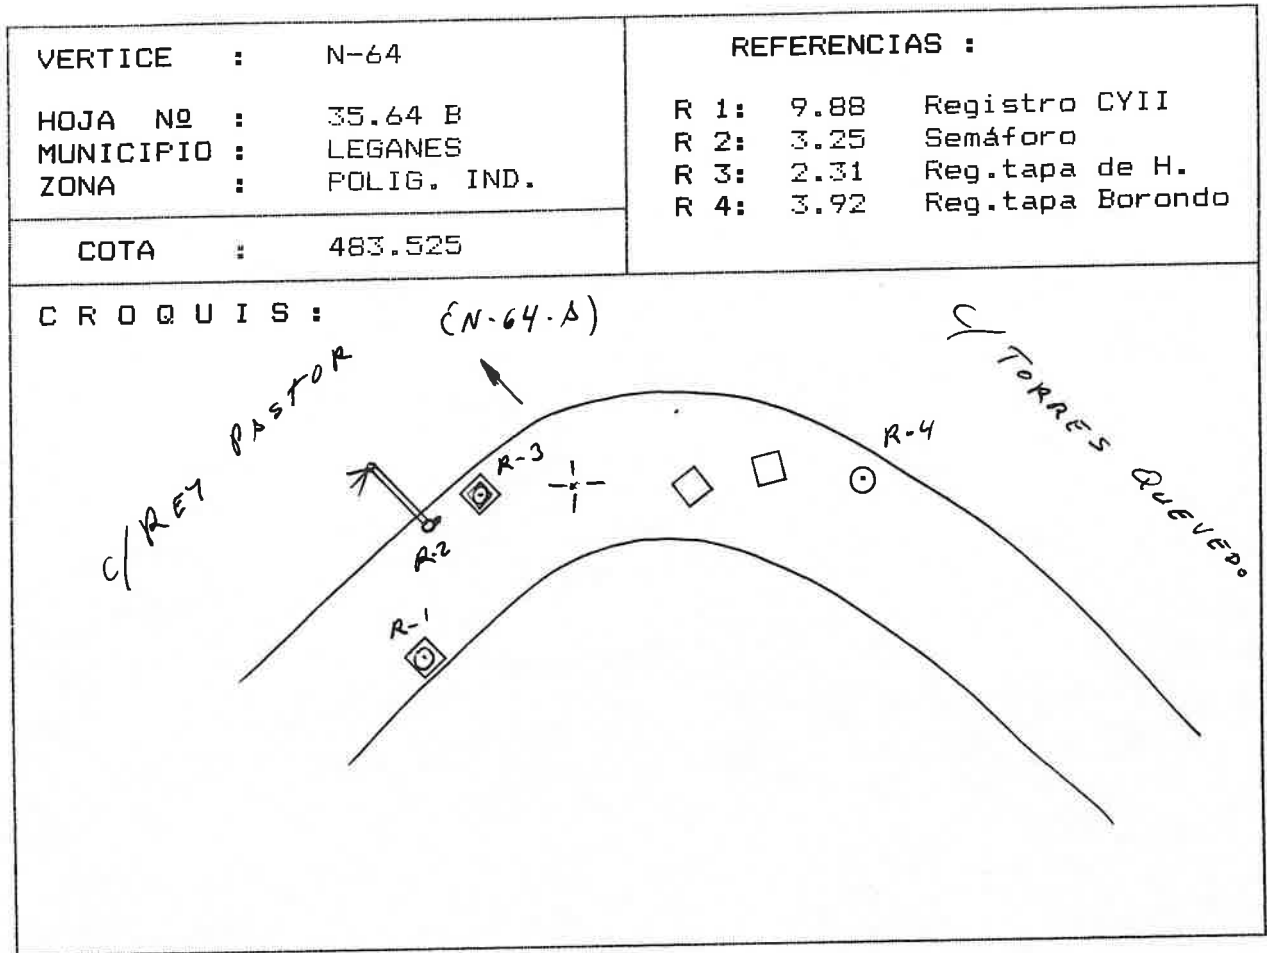 VERTICE : N-64
HOJA Nº : 35.64 B
MUNICIPIO : LEGANES
ZONA : POLIG. IND.
COTA : 483.525
REFERENCIAS :
R 1: 9.88 Registro CYII
R 2: 3.25 Semáforo
R 3: 2.31 Reg.tapa de H.
R 4: 3.92 Reg.tapa Borondo
CROQUIS:
(N-64-A)
C/ REY PASTOR
C/ TORRES QUEVEDO
R-3
R-4
R-2
R-1